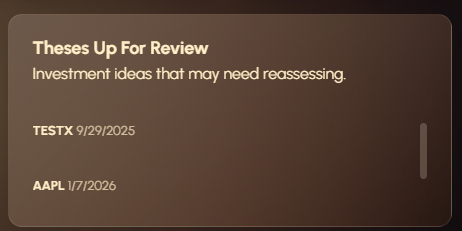 Theses Up For Review
Investment ideas that may need reassessing.
TESTX 9/29/2025
AAPL 1/7/2026